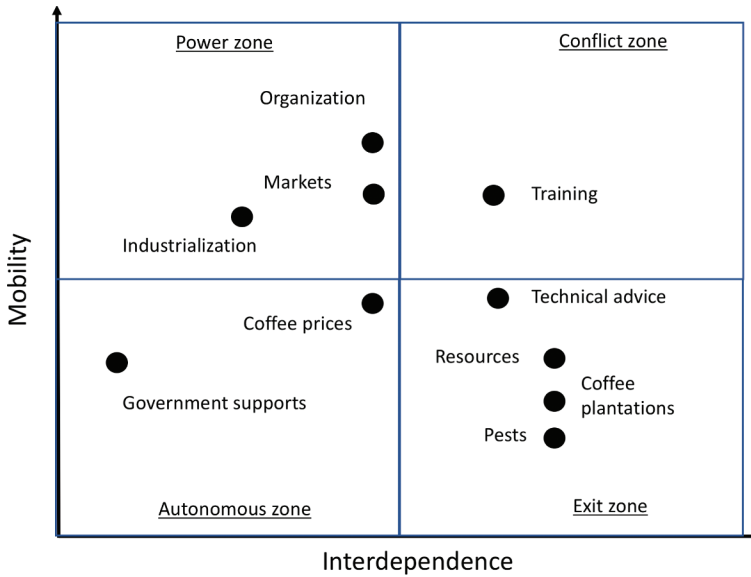 Power zone
Conflict zone
Organization
Markets
Training
Industrialization
Mobility
Technical advice
Coffee prices
Resources
Coffee
plantations
Government supports
Pests
Autonomous zone
Exit zone
Interdependence